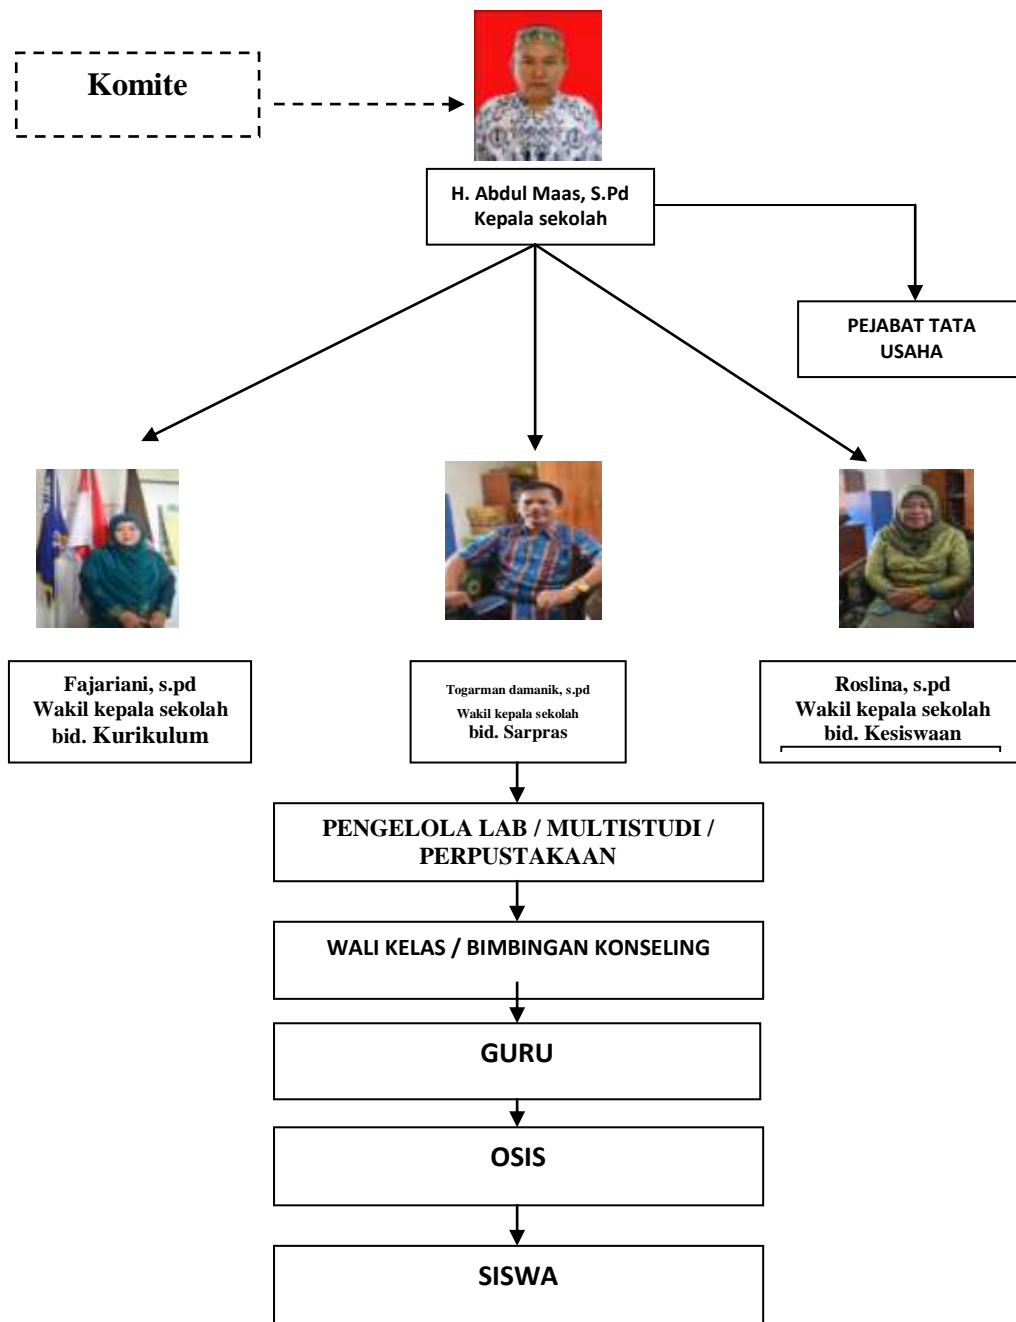 Komite
H. Abdul Maas, S.Pd
Kepala sekolah
PEJABAT TATA
USAHA
Fajariani, s.pd
Wakil kepala sekolah
bid. Kurikulum
Togarman damanik, s.pd
Wakil kepala sekolah
bid. Sarpras
Roslina, s.pd
Wakil kepala sekolah
bid. Kesiswaan
PENGELOLA LAB / MULTISTUDI /
PERPUSTAKAAN
WALI KELAS / BIMBINGAN KONSELING
GURU
OSIS
SISWA